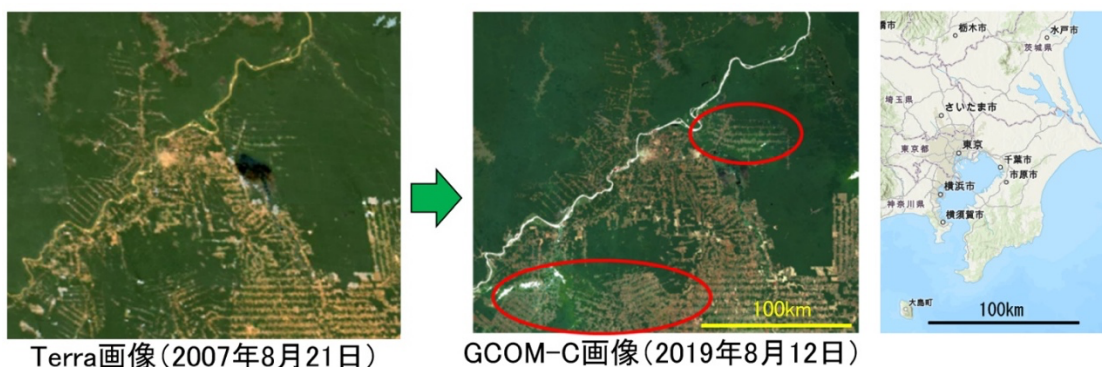 100km
Terra画像(2007年8月21日)
GCOM-C画像(2019年8月12日)
栃木市
水戸市
茨城県
埼玉県
さいたま市
東京都
東京
千葉市
市原市
横浜市
神奈川県
横須賀市
大島町
100km